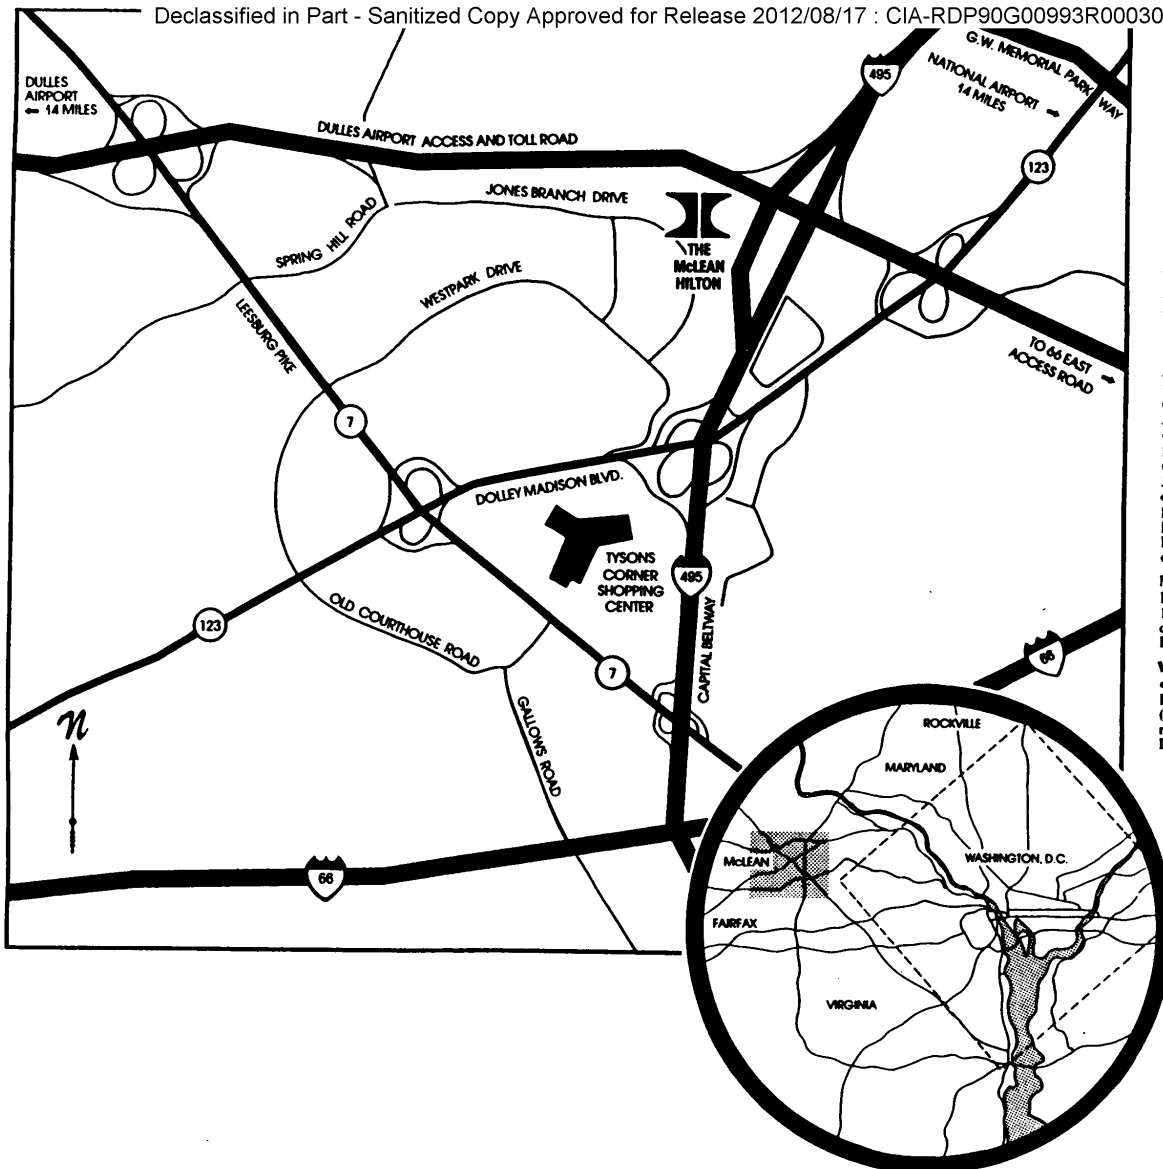 Declassified in Part - Sanitized Copy Approved for Release 2012/08/17 : CIA-RDP90G00993R00030
G.W. MEMORIAL PARK WAY
495
NATIONAL AIRPORT
14 MILES
DULLES
AIRPORT
← 14 MILES
DULLES AIRPORT ACCESS AND TOLL ROAD
123
JONES BRANCH DRIVE
SPRING HILL ROAD
THE
McLEAN
HILTON
WESTPARK DRIVE
LEESBURG PIKE
TO 66 EAST
ACCESS ROAD
7
DOLLEY MADISON BLVD.
TYSONS
CORNER
SHOPPING
CENTER
495
OLD COURTHOUSE ROAD
123
CAPITAL BELTWAY
66
7
GALLOWS ROAD
n
ROCKVILLE
MARYLAND
McLEAN
WASHINGTON, D.C.
66
FAIRFAX
VIRGINIA